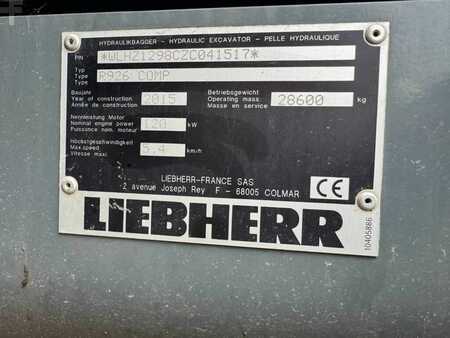 HYDRAULIKBAGGER - HYDRAULIC EXCAVATOR - PELLE HYDRAULIQUE
PIN *WLHZ1298CZC041517*
Typ
Type R926 COMP
Type
Baujahr
Year of construction 2015
Année de construction
Betriebsgewicht
Operating mass 28600 kg
Masse en service
Nennleistung Motor
Nominal engine power 120 kW
Puissance nom. moteur
Höchstgeschwindigkeit
Max.speed 5.4 km/h
Vitesse maxi
LIEBHERR-FRANCE SAS
2 avenue Joseph Rey F - 68005 COLMAR
CE
LIEBHERR
10405886